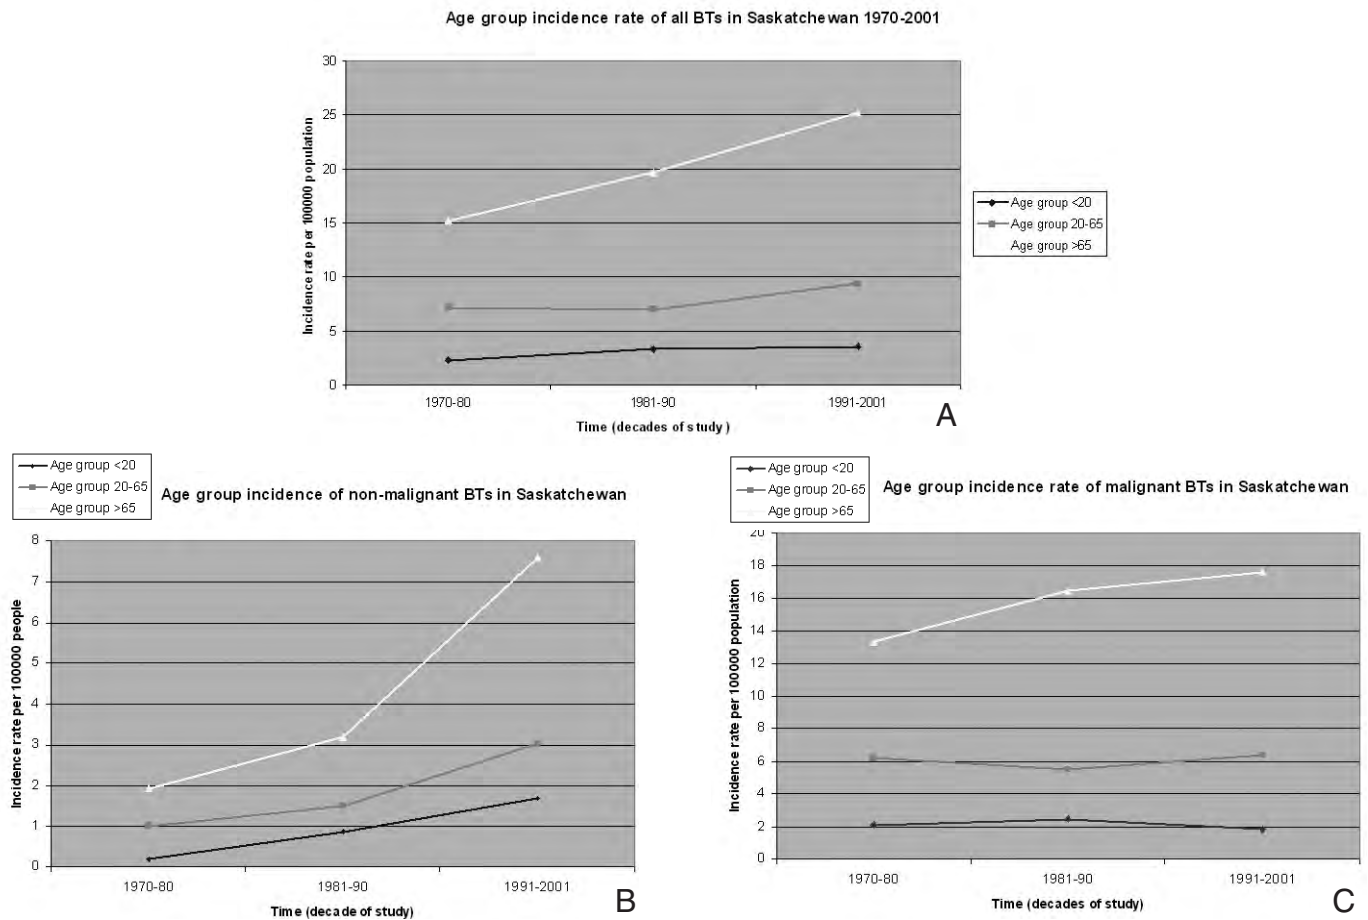 Age group incidence rate of all BTs in Saskatchewan 1970-2001
30
25
20
15
10
5
0
Incidence rate per 100000 population
1970-80
1981-90
1991-2001
Time (decades of study)
Age group <20
Age group 20-65
Age group >65
A
Age group <20
Age group 20-65
Age group >65
Age group incidence of non-malignant BTs in Saskatchewan
8
7
6
5
4
3
2
1
0
Incidence rate per 100000 people
1970-80
1981-90
1991-2001
Time (decade of study)
B
Age group <20
Age group 20-65
Age group >65
Age group incidence rate of malignant BTs in Saskatchewan
20
18
16
14
12
10
8
6
4
2
0
Incidence rate per 100000 population
1970-80
1981-90
1991-2001
Time (decades of study)
C